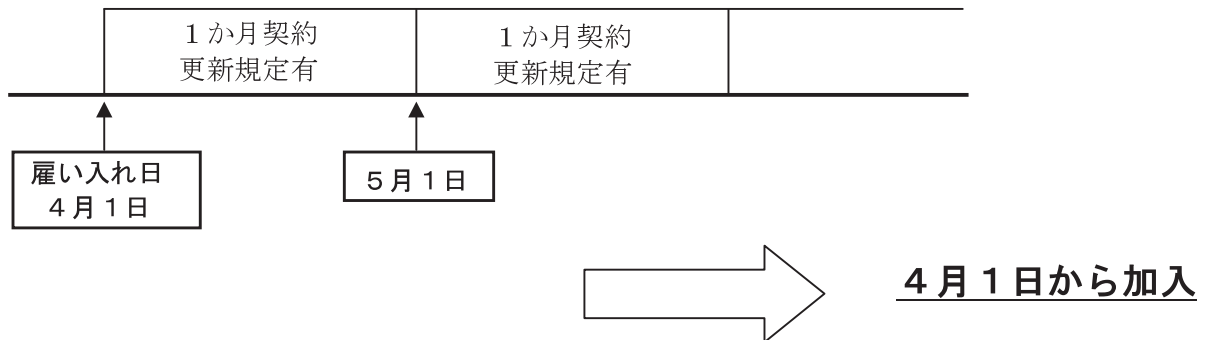 １か月契約
更新規定有
１か月契約
更新規定有
雇い入れ日
４月１日
５月１日
４月１日から加入